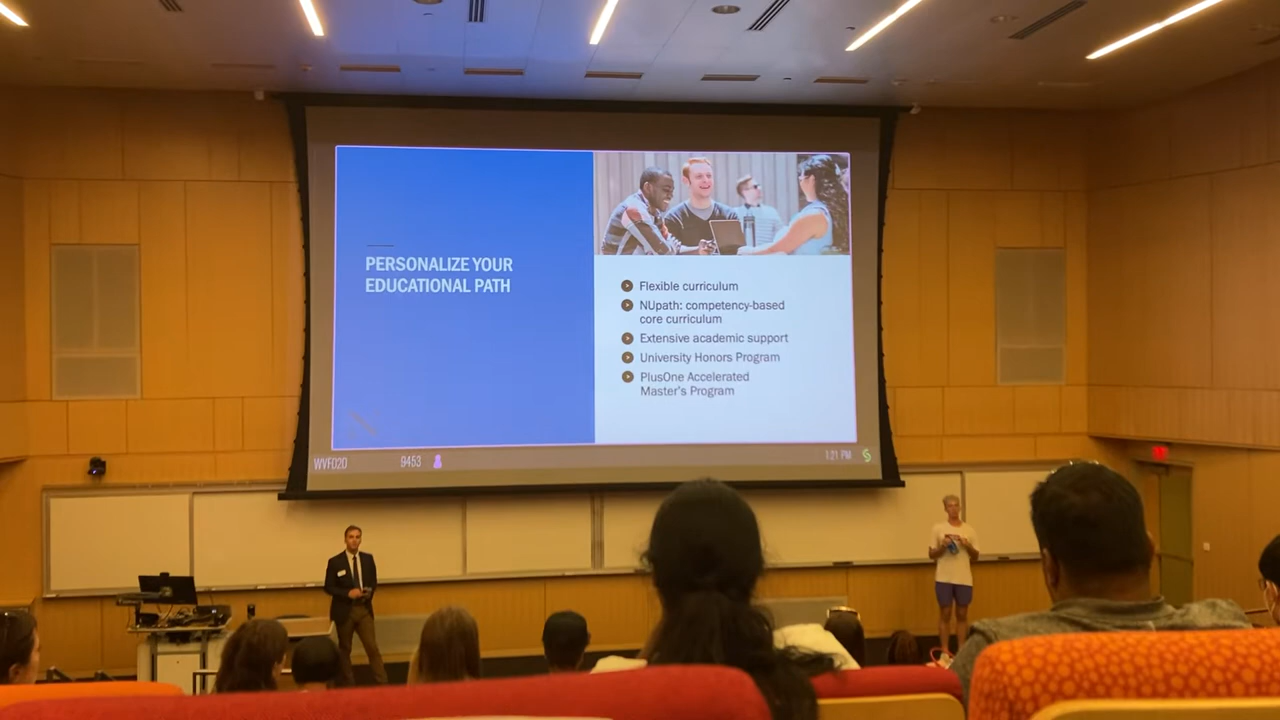 PERSONALIZE YOUR
EDUCATIONAL PATH
Flexible curriculum
NUpath: competency-based
core curriculum
Extensive academic support
University Honors Program
PlusOne Accelerated
Master's Program
WVF020
9453
1:21 PM